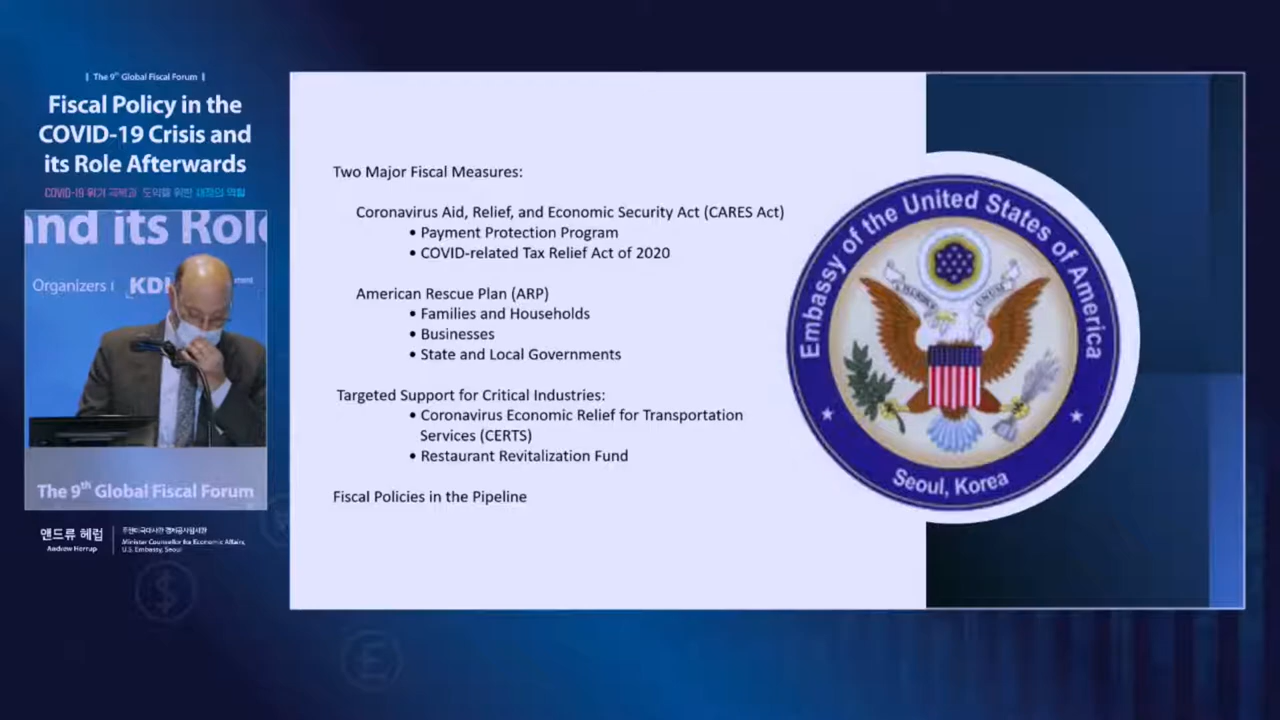 | The 9th Global Fiscal Forum |
Fiscal Policy in the
COVID-19 Crisis and
its Role Afterwards
COVID-19 위기 극복과 도약을 위한 재정의 역할
and its Role
Organizers | KDI
The 9th Global Fiscal Forum
앤드류 헤럽
Andrew Herrup
주한미국대사관 경제공사참사관
Minister Counsellor for Economic Affairs,
U.S. Embassy, Seoul
Two Major Fiscal Measures:
Coronavirus Aid, Relief, and Economic Security Act (CARES Act)
• Payment Protection Program
• COVID-related Tax Relief Act of 2020
American Rescue Plan (ARP)
• Families and Households
• Businesses
• State and Local Governments
Targeted Support for Critical Industries:
• Coronavirus Economic Relief for Transportation
Services (CERTS)
• Restaurant Revitalization Fund
Fiscal Policies in the Pipeline
Embassy of the United States of America
Seoul, Korea